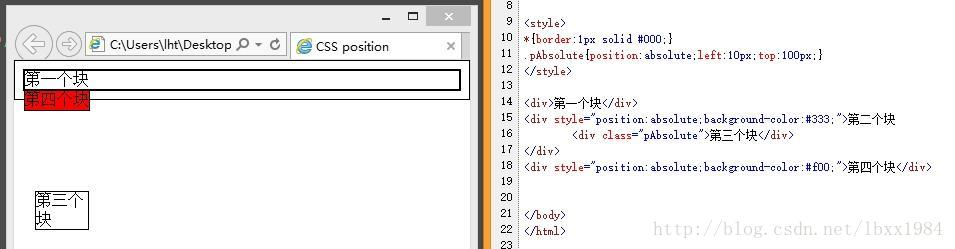 C:\Users\lht\Desktop
CSS position
第一个块
第四个块
第三个
块
8
9 <style>
10 *{border:1px solid #000;}
11 .pAbsolute{position:absolute;left:10px;top:100px;}
12 </style>
13
14 <div>第一个块</div>
15 <div style="position:absolute;background-color:#333;">第二个块
16 <div class="pAbsolute">第三个块</div>
17 </div>
18 <div style="position:absolute;background-color:#f00;">第四个块</div>
19
20
21 </body>
22 </html>
23
http://blog.csdn.net/lbxx1984